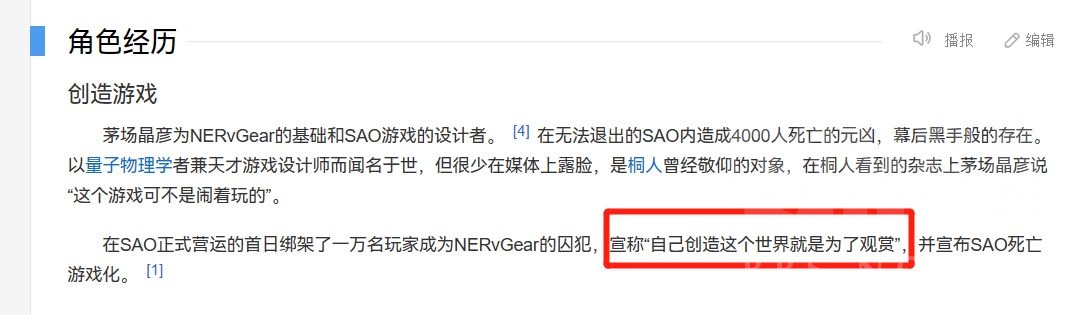 角色经历
播报
编辑
创造游戏
茅场晶彦为NERvGear的基础和SAO游戏的设计者。 [4] 在无法退出的SAO内造成4000人死亡的元凶，幕后黑手般的存在。
以量子物理学者兼天才游戏设计师而闻名于世，但很少在媒体上露脸，是桐人曾经敬仰的对象，在桐人看到的杂志上茅场晶彦说
“这个游戏可不是闹着玩的”。
在SAO正式营运的首日绑架了一万名玩家成为NERvGear的囚犯，宣称“自己创造这个世界就是为了观赏”，并宣布SAO死亡
游戏化。 [1]